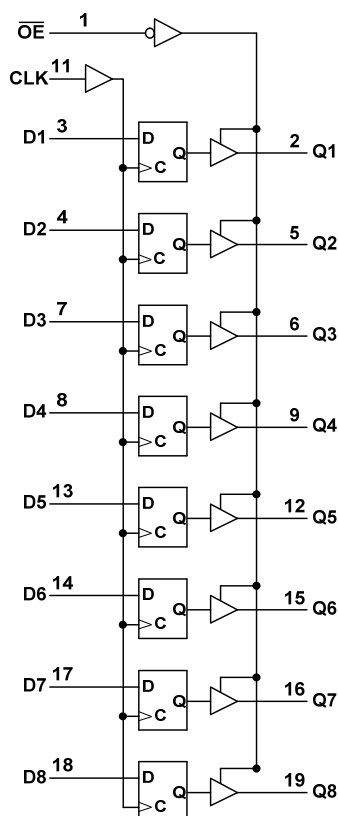 O̅E̅ 1
CLK 11
D1 3 D Q C 2 Q1
D2 4 D Q C 5 Q2
D3 7 D Q C 6 Q3
D4 8 D Q C 9 Q4
D5 13 D Q C 12 Q5
D6 14 D Q C 15 Q6
D7 17 D Q C 16 Q7
D8 18 D Q C 19 Q8